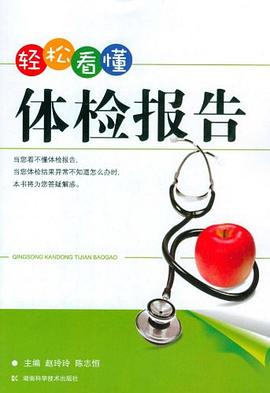 轻松看懂
体检报告
当您看不懂体检报告,
当您体检结果异常不知道怎么办时,
本书将为您答疑解惑。
QINGSONG KANDONG TIJIAN BAOGAO
主编 赵玲玲 陈志恒
湖南科学技术出版社